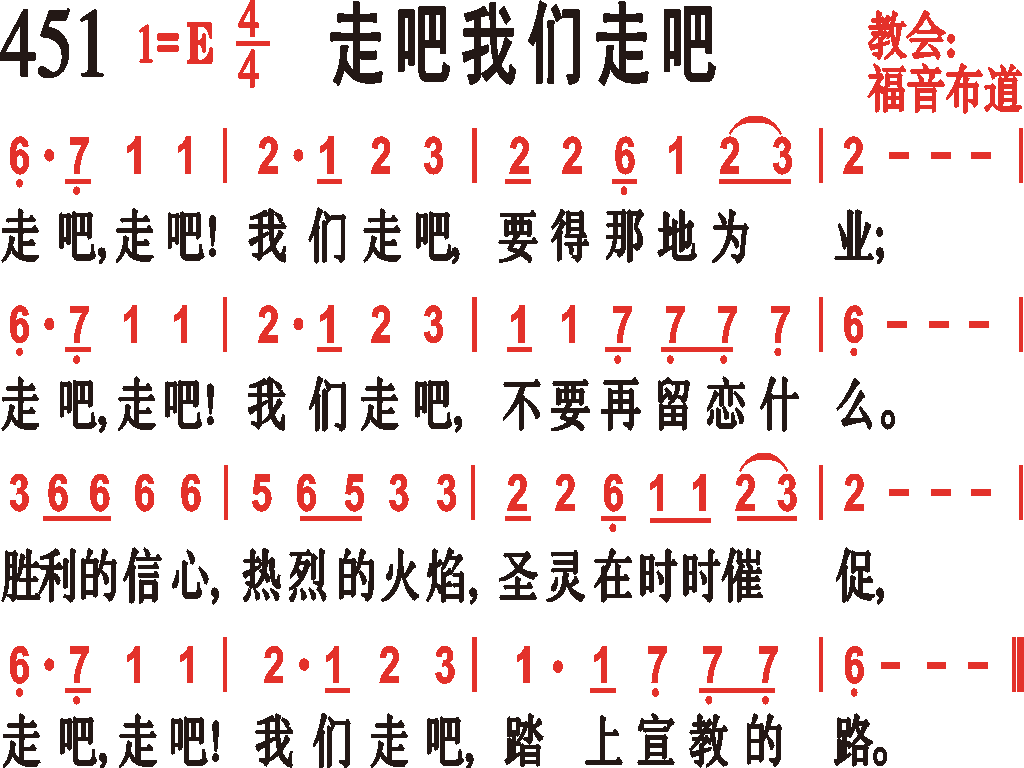 451 1=E 4/4 走吧我们走吧 教会:
福音布道
6·7 1 1 | 2·1 2 3 | 2 2 6 1 2 3 | 2 - - - |
走吧,走吧! 我们走吧, 要得那地为业;
6·7 1 1 | 2·1 2 3 | 1 1 7 7 7 7 | 6 - - - |
走吧,走吧! 我们走吧, 不要再留恋什么。
3 6 6 6 6 | 5 6 5 3 3 | 2 2 6 1 1 2 3 | 2 - - - |
胜利的信心, 热烈的火焰, 圣灵在时时催促,
6·7 1 1 | 2·1 2 3 | 1·1 7 7 7 | 6 - - - ‖
走吧,走吧! 我们走吧, 踏上宣教的路。